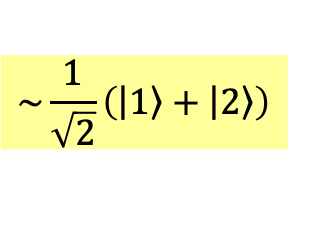 ~ 1/√2 (|1⟩ + |2⟩)